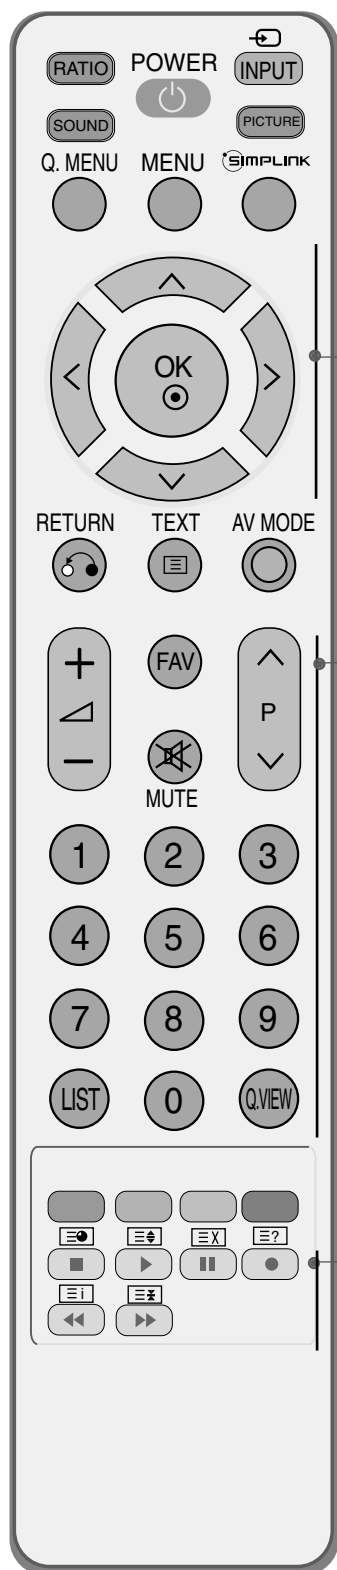 POWER
RATIO INPUT
SOUND PICTURE
Q. MENU MENU SIMPLINK
OK
RETURN TEXT AV MODE
+ FAV
P
-
MUTE
1 2 3
4 5 6
7 8 9
LIST 0 Q.VIEW
X ?
i